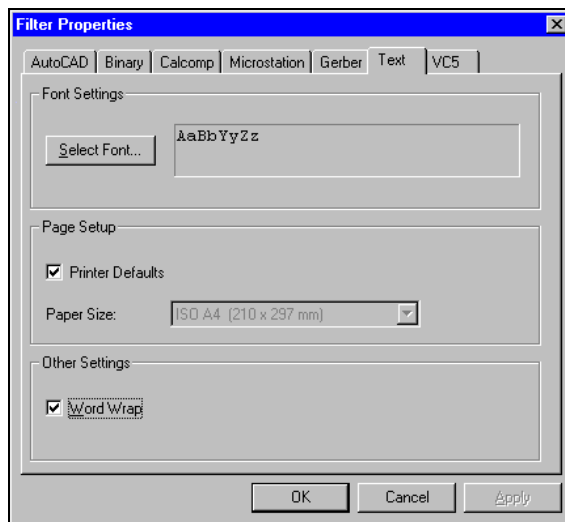 Filter Properties
AutoCAD Binary Calcomp Microstation Gerber Text VC5
Font Settings
Select Font... AaBbYyZz
Page Setup
Printer Defaults
Paper Size: ISO A4 (210 x 297 mm)
Other Settings
Word Wrap
OK Cancel Apply